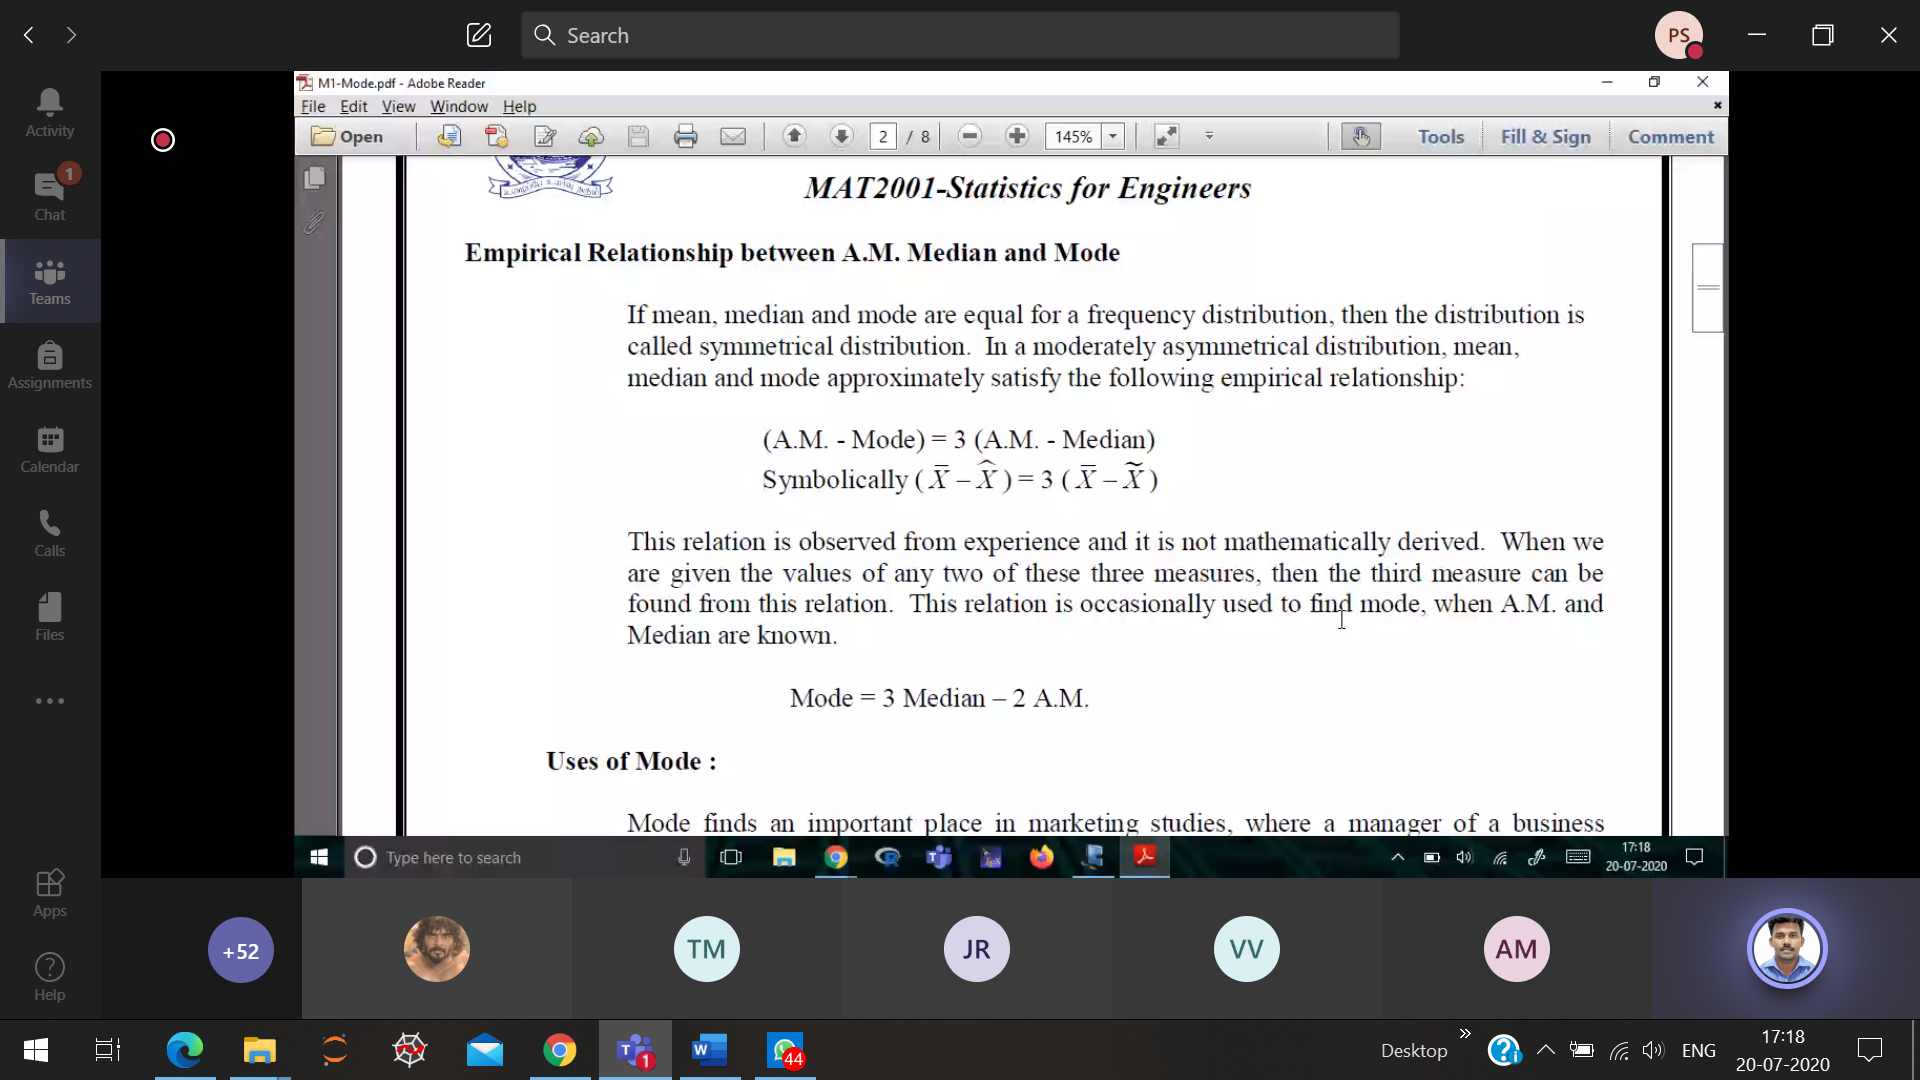 Search
PS
M1-Mode.pdf - Adobe Reader
File Edit View Window Help
Open 2 / 8 145% Tools Fill & Sign Comment
MAT2001-Statistics for Engineers
Empirical Relationship between A.M. Median and Mode
If mean, median and mode are equal for a frequency distribution, then the distribution is
called symmetrical distribution. In a moderately asymmetrical distribution, mean,
median and mode approximately satisfy the following empirical relationship:
(A.M. - Mode) = 3 (A.M. - Median)
Symbolically ( X̅ – X̂ ) = 3 ( X̅ – X̃ )
This relation is observed from experience and it is not mathematically derived. When we
are given the values of any two of these three measures, then the third measure can be
found from this relation. This relation is occasionally used to find mode, when A.M. and
Median are known.
Mode = 3 Median – 2 A.M.
Uses of Mode :
Mode finds an important place in marketing studies, where a manager of a business
Type here to search
17:18
20-07-2020
Activity
1
Chat
Teams
Assignments
Calendar
Calls
Files
Apps
Help
+52
TM
JR
VV
AM
1
44
Desktop
ENG
17:18
20-07-2020